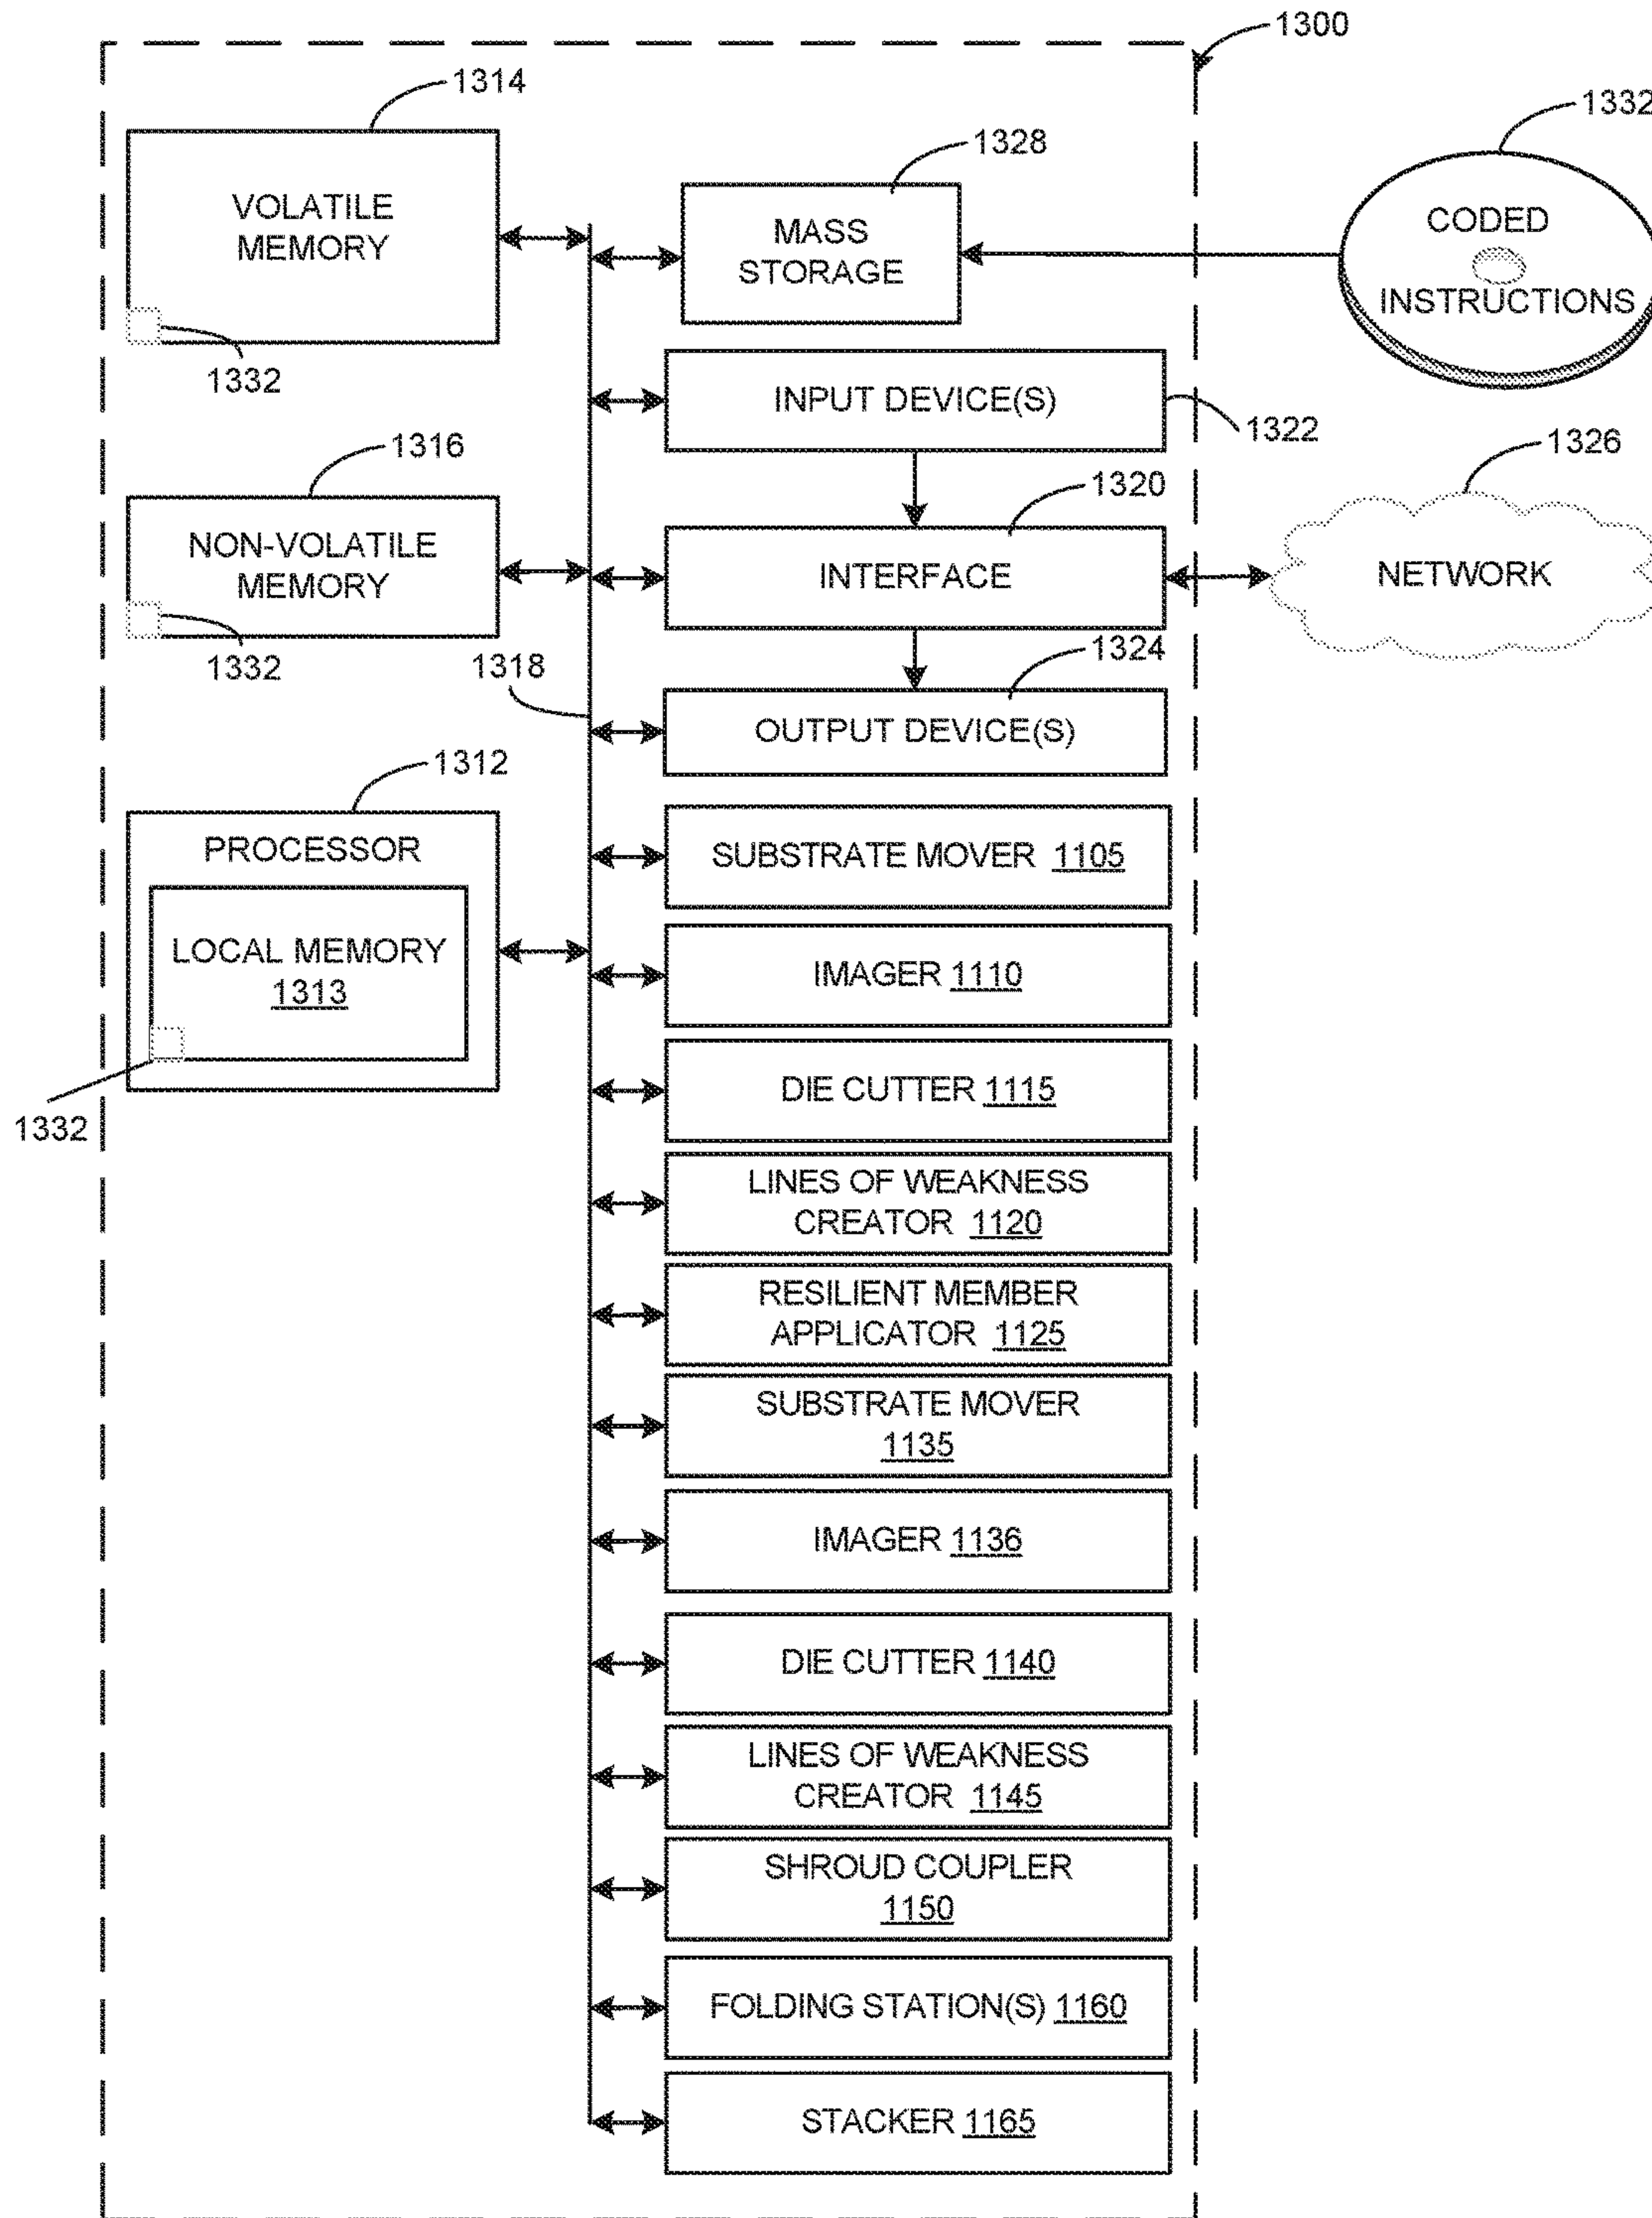 1300
1314
1332
1328
VOLATILE
MEMORY
MASS
STORAGE
CODED
INSTRUCTIONS
1332
INPUT DEVICE(S)
1322
1316
1326
1320
NON-VOLATILE
MEMORY
INTERFACE
NETWORK
1332
1318
1324
OUTPUT DEVICE(S)
1312
PROCESSOR
SUBSTRATE MOVER 1105
LOCAL MEMORY
1313
IMAGER 1110
1332
DIE CUTTER 1115
LINES OF WEAKNESS
CREATOR 1120
RESILIENT MEMBER
APPLICATOR 1125
SUBSTRATE MOVER
1135
IMAGER 1136
DIE CUTTER 1140
LINES OF WEAKNESS
CREATOR 1145
SHROUD COUPLER
1150
FOLDING STATION(S) 1160
STACKER 1165